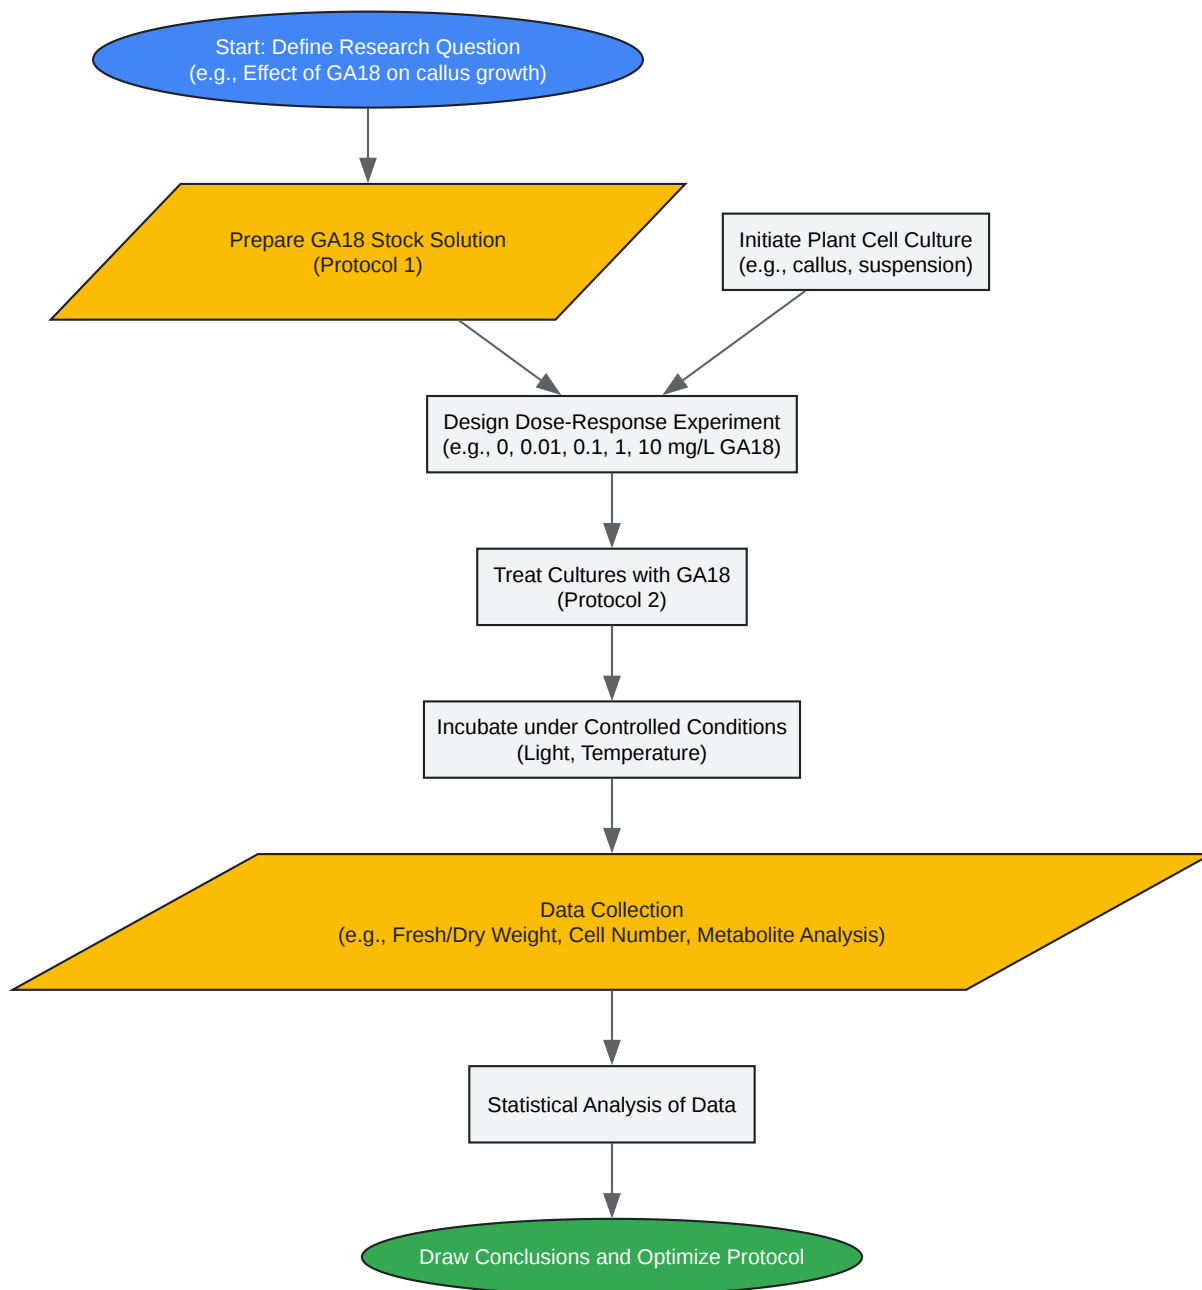 Start: Define Research Question
(e.g., Effect of GA18 on callus growth)
Prepare GA18 Stock Solution
(Protocol 1)
Initiate Plant Cell Culture
(e.g., callus, suspension)
Design Dose-Response Experiment
(e.g., 0, 0.01, 0.1, 1, 10 mg/L GA18)
Treat Cultures with GA18
(Protocol 2)
Incubate under Controlled Conditions
(Light, Temperature)
Data Collection
(e.g., Fresh/Dry Weight, Cell Number, Metabolite Analysis)
Statistical Analysis of Data
Draw Conclusions and Optimize Protocol